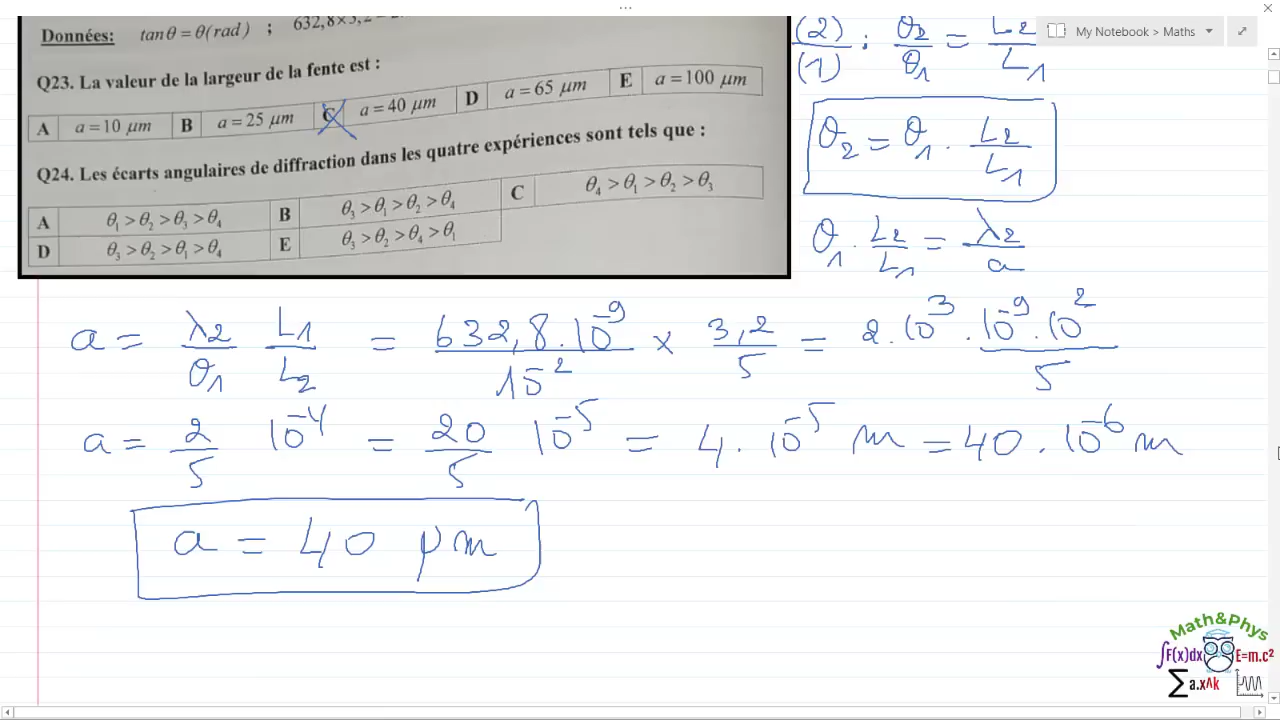 Données: tanθ = θ(rad) ; 632,8×3,2
Q23. La valeur de la largeur de la fente est :
A a = 10 μm B a = 25 μm C a = 40 μm D a = 65 μm E a = 100 μm
Q24. Les écarts angulaires de diffraction dans les quatre expériences sont tels que :
A θ₁ > θ₂ > θ₃ > θ₄ B θ₃ > θ₁ > θ₂ > θ₄ C θ₄ > θ₁ > θ₂ > θ₃
D θ₃ > θ₂ > θ₁ > θ₄ E θ₃ > θ₂ > θ₄ > θ₁
My Notebook > Maths
(2)/(1) : θ₂/θ₁ = L₂/L₁
θ₂ = θ₁ . L₂/L₁
θ₁ . L₂/L₁ = λ₂/a
a = λ₂/θ₁ L₁/L₂ = 632,8.10⁻⁹/10⁻² × 3,2/5 = 2.10³.10⁻⁹.10²/5
a = 2/5 10⁻⁴ = 20/5 10⁻⁵ = 4.10⁻⁵ m = 40.10⁻⁶ m
a = 40 μm
Math&Phys
∫F(x)dx E=m.c²
∑ a.x^k